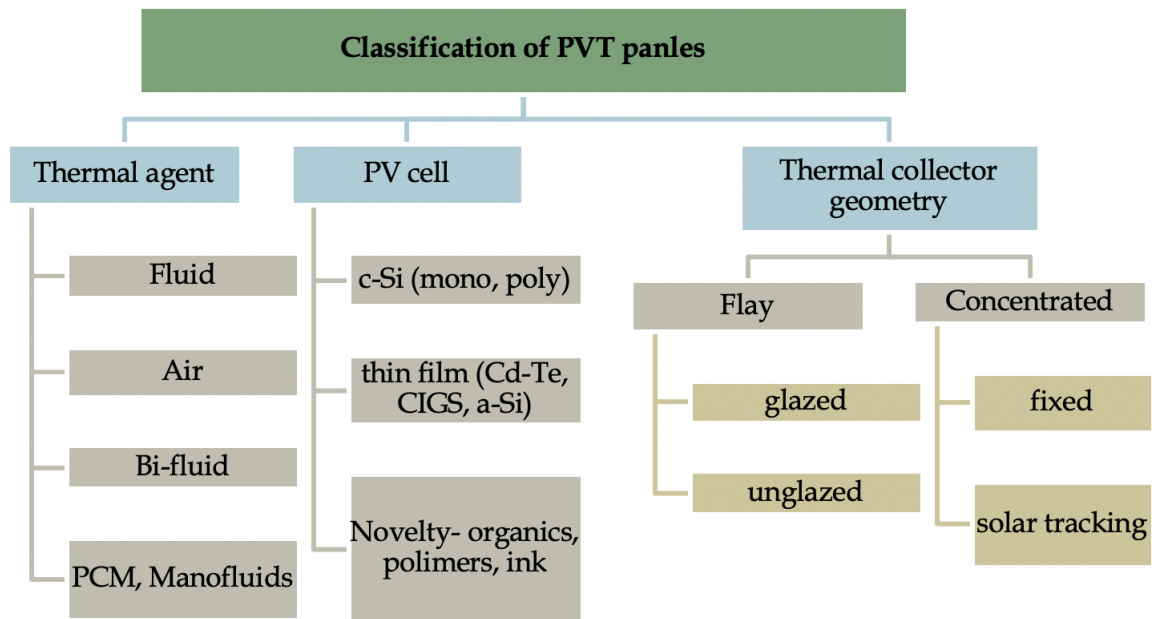 Classification of PVT panles
Thermal agent
Fluid
Air
Bi-fluid
PCM, Manofluids
PV cell
c-Si (mono, poly)
thin film (Cd-Te,
CIGS, a-Si)
Novelty- organics,
polimers, ink
Thermal collector
geometry
Flay
glazed
unglazed
Concentrated
fixed
solar tracking